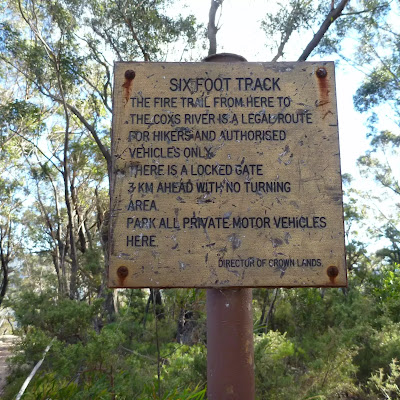 SIX FOOT TRACK
THE FIRE TRAIL FROM HERE TO
THE COXS RIVER IS A LEGAL ROUTE
FOR HIKERS AND AUTHORISED
VEHICLES ONLY.
THERE IS A LOCKED GATE
3 KM AHEAD WITH NO TURNING
AREA.
PARK ALL PRIVATE MOTOR VEHICLES
HERE.
DIRECTOR OF CROWN LANDS